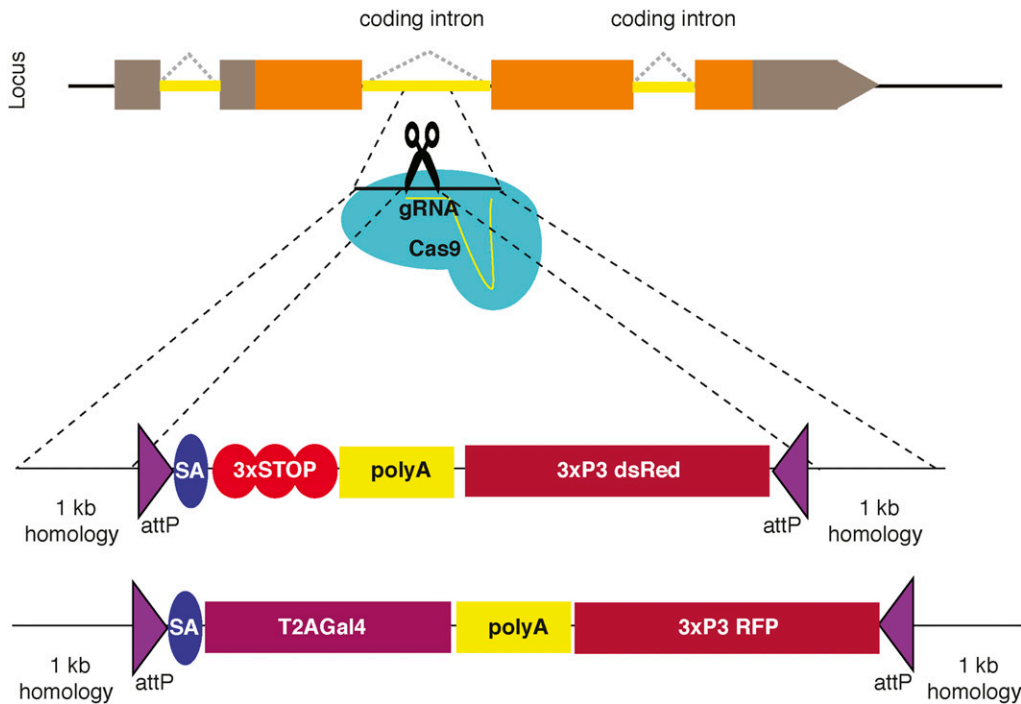 coding intron
coding intron
Locus
gRNA
Cas9
SA
3xSTOP
polyA
3xP3 dsRed
1 kb
homology
attP
attP
1 kb
homology
SA
T2AGal4
polyA
3xP3 RFP
1 kb
homology
attP
attP
1 kb
homology